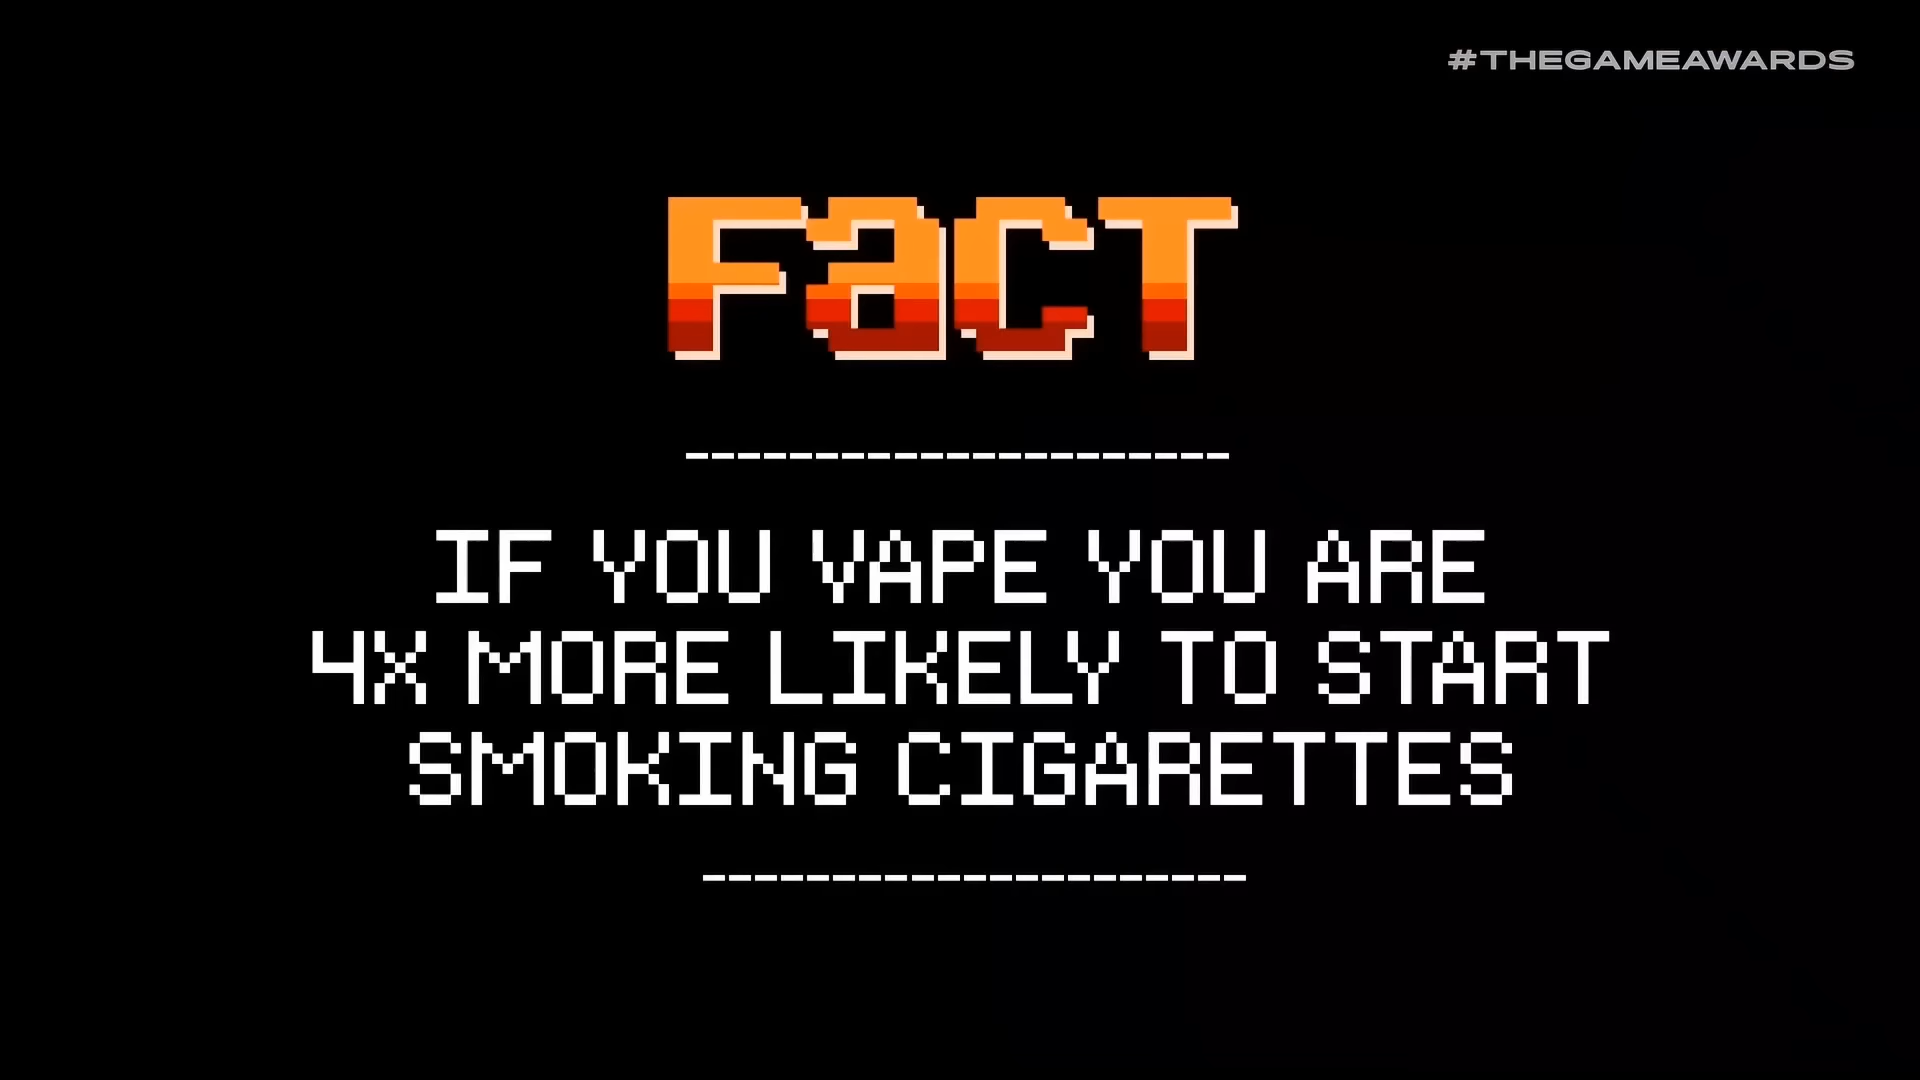 #THEGAMEAWARDS
FaCT
IF YOU VAPE YOU ARE
4X MORE LIKELY TO START
SMOKING CIGARETTES